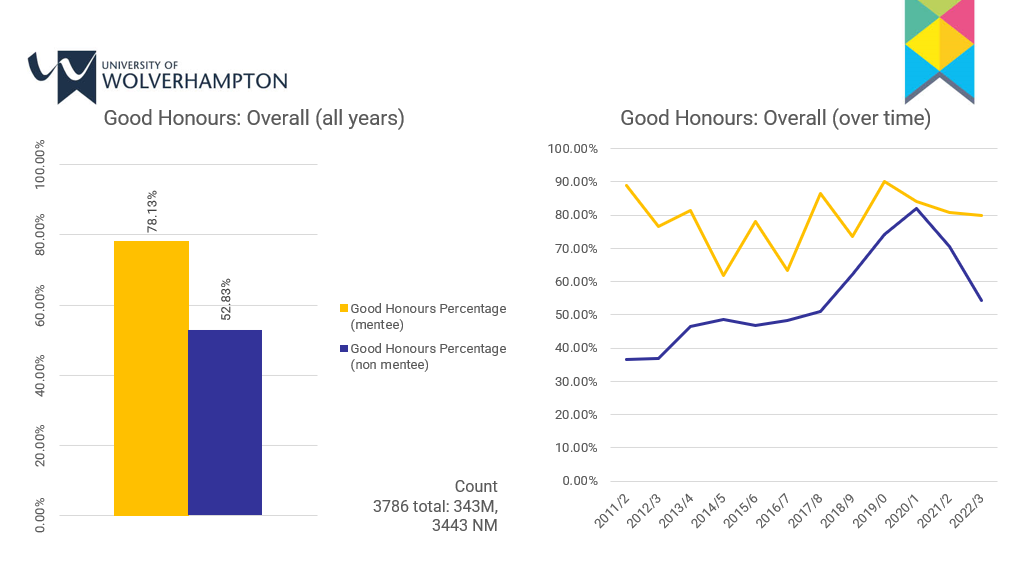 UNIVERSITY OF
WOLVERHAMPTON
Good Honours: Overall (all years)
100.00%
80.00%
60.00%
40.00%
20.00%
0.00%
78.13%
52.83%
Good Honours Percentage
(mentee)
Good Honours Percentage
(non mentee)
Count
3786 total: 343M,
3443 NM
Good Honours: Overall (over time)
100.00%
90.00%
80.00%
70.00%
60.00%
50.00%
40.00%
30.00%
20.00%
10.00%
0.00%
2011/2
2012/3
2013/4
2014/5
2015/6
2016/7
2017/8
2018/9
2019/0
2020/1
2021/2
2022/3